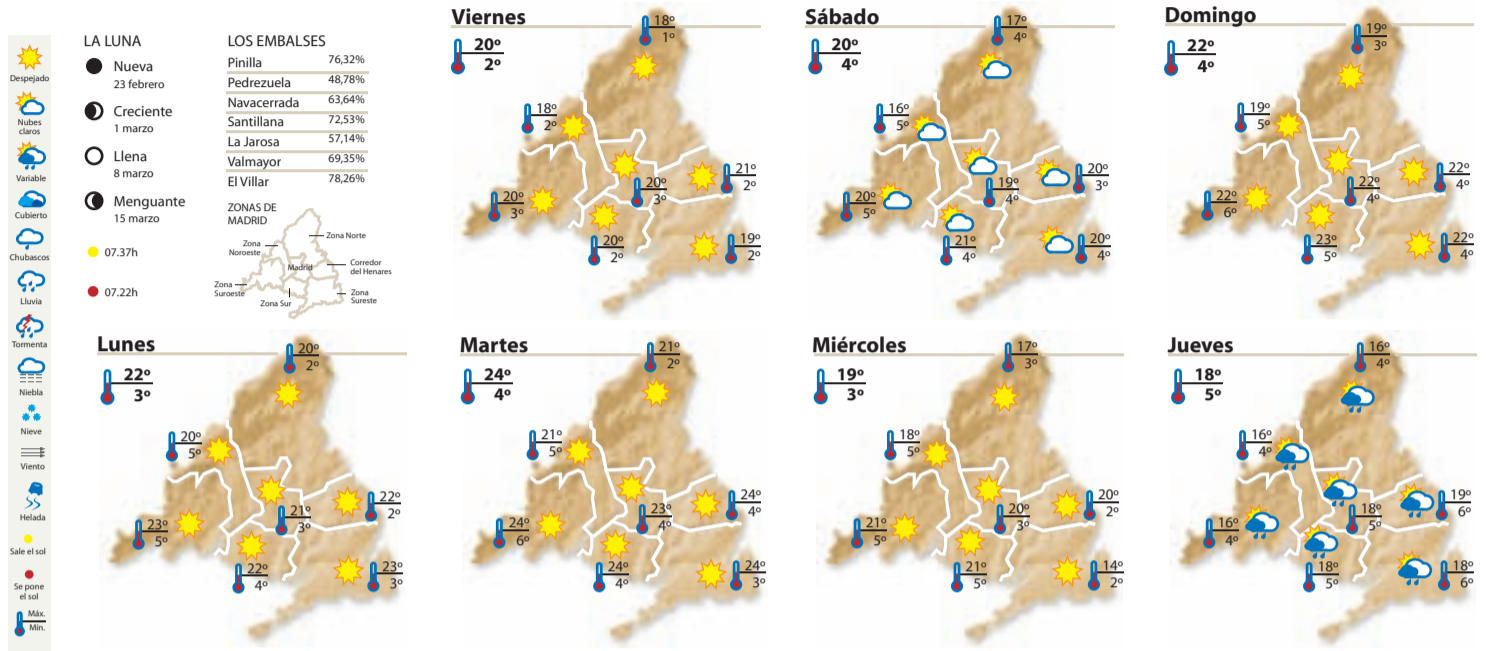 Despejado
Nubes
claros
Variable
Cubierto
Chubascos
Lluvia
Tormenta
Niebla
Nieve
Viento
Helada
Sale el sol
Se pone
el sol
Máx.
Mín.
LA LUNA
Nueva
23 febrero
Creciente
1 marzo
Llena
8 marzo
Menguante
15 marzo
07.37h
07.22h
LOS EMBALSES
Pinilla 76,32%
Pedrezuela 48,78%
Navacerrada 63,64%
Santillana 72,53%
La Jarosa 57,14%
Valmayor 69,35%
El Villar 78,26%
ZONAS DE
MADRID
Zona Norte
Zona
Noroeste
Madrid
Corredor
del Henares
Zona
Suroeste
Zona Sur
Zona
Sureste
Viernes
20º
2º
18º
1º
18º
2º
20º
3º
21º
2º
20º
3º
20º
2º
19º
2º
Sábado
20º
4º
17º
4º
16º
5º
20º
3º
19º
4º
20º
5º
21º
4º
20º
4º
Domingo
22º
4º
19º
3º
19º
5º
22º
4º
22º
4º
22º
6º
23º
5º
22º
4º
Lunes
22º
3º
20º
2º
20º
5º
22º
2º
21º
3º
23º
5º
22º
4º
23º
3º
Martes
24º
4º
21º
2º
21º
5º
24º
4º
23º
4º
24º
6º
24º
4º
24º
3º
Miércoles
19º
3º
17º
3º
18º
5º
20º
2º
20º
3º
21º
5º
21º
5º
14º
2º
Jueves
18º
5º
16º
4º
16º
4º
19º
6º
18º
5º
16º
4º
18º
5º
18º
6º